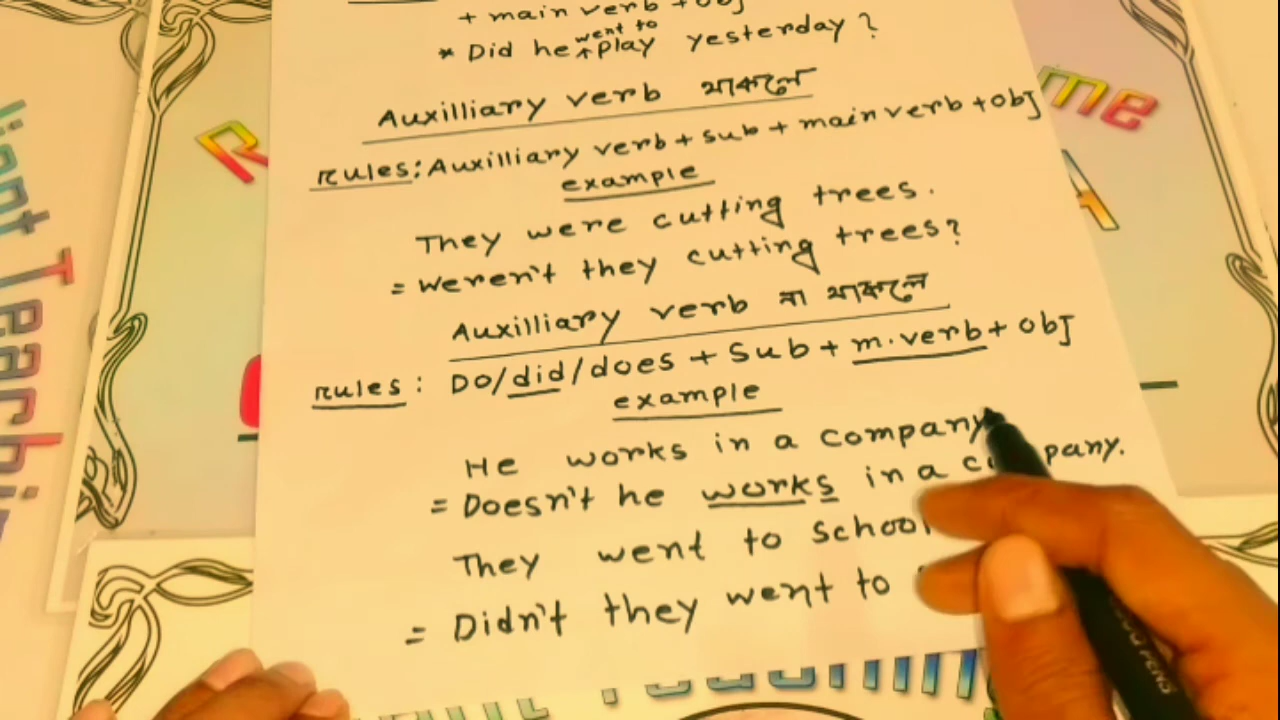 + main verb + obj
went to
* Did he play yesterday?
Auxilliary verb থাকলে
rules: Auxilliary verb + sub + main verb + obj
example
They were cutting trees.
= Weren't they cutting trees?
Auxilliary verb না থাকলে
rules: Do/did/does + Sub + m.verb + obj
example
He works in a company
= Doesn't he works in a company.
They went to school
= Didn't they went to
me